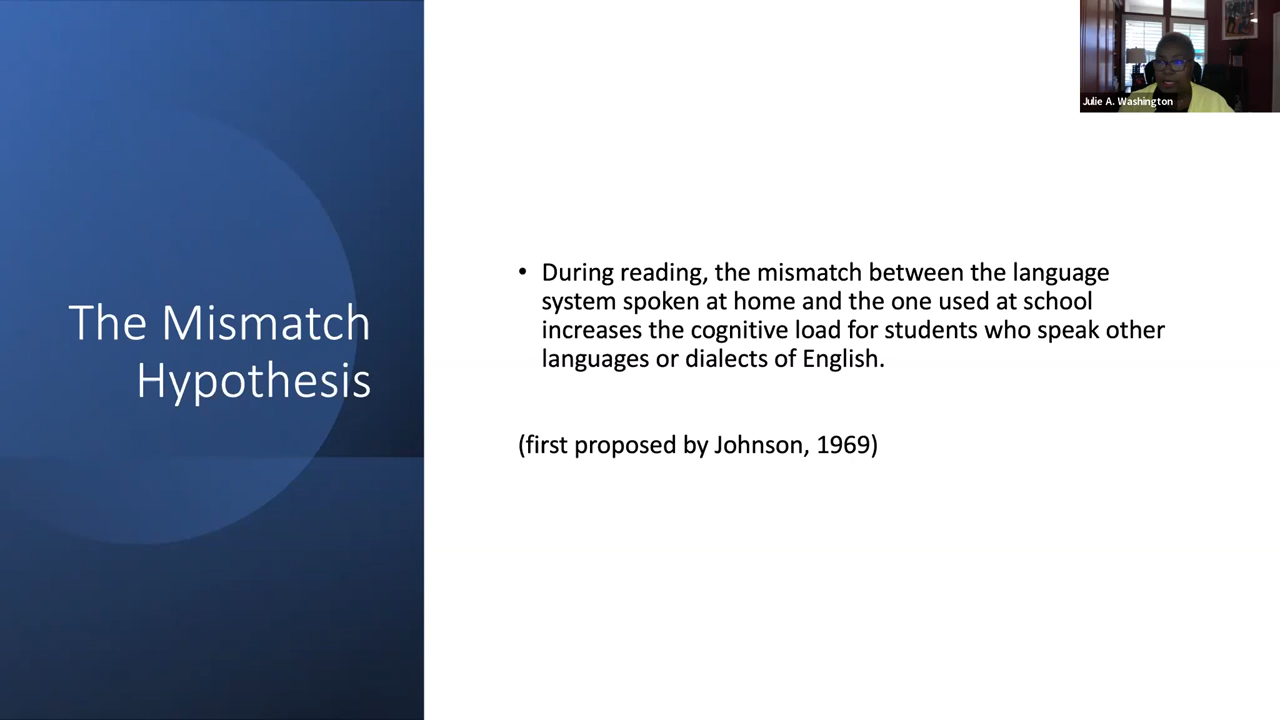 The Mismatch
Hypothesis
• During reading, the mismatch between the language
system spoken at home and the one used at school
increases the cognitive load for students who speak other
languages or dialects of English.
(first proposed by Johnson, 1969)
Julie A. Washington